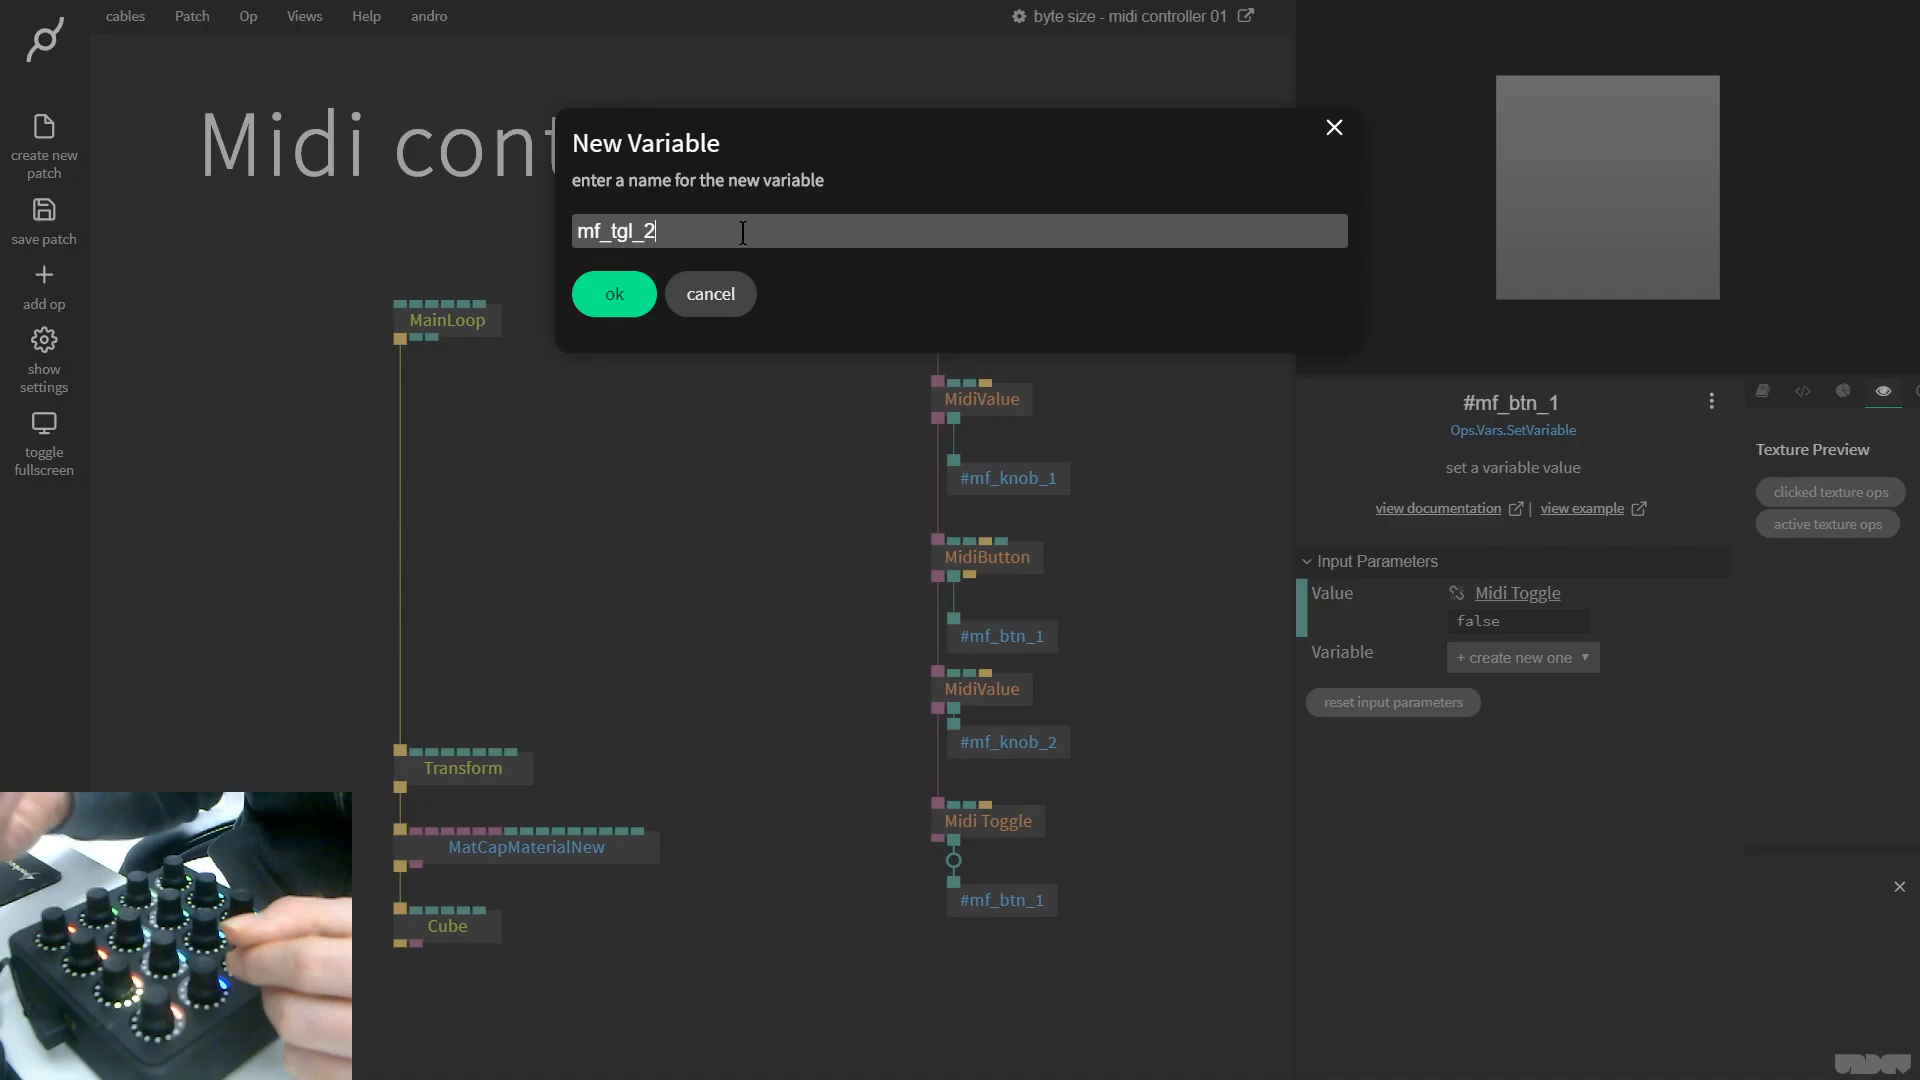 cables
Patch
Op
Views
Help
andro
byte size - midi controller 01
create new
patch
save patch
add op
show
settings
toggle
fullscreen
Midi cont
New Variable
enter a name for the new variable
mf_tgl_2
ok
cancel
MainLoop
Transform
MatCapMaterialNew
Cube
MidiValue
#mf_knob_1
MidiButton
#mf_btn_1
MidiValue
#mf_knob_2
Midi Toggle
#mf_btn_1
#mf_btn_1
Ops.Vars.SetVariable
set a variable value
view documentation | view example
Input Parameters
Value
Midi Toggle
false
Variable
+ create new one
reset input parameters
Texture Preview
clicked texture ops
active texture ops